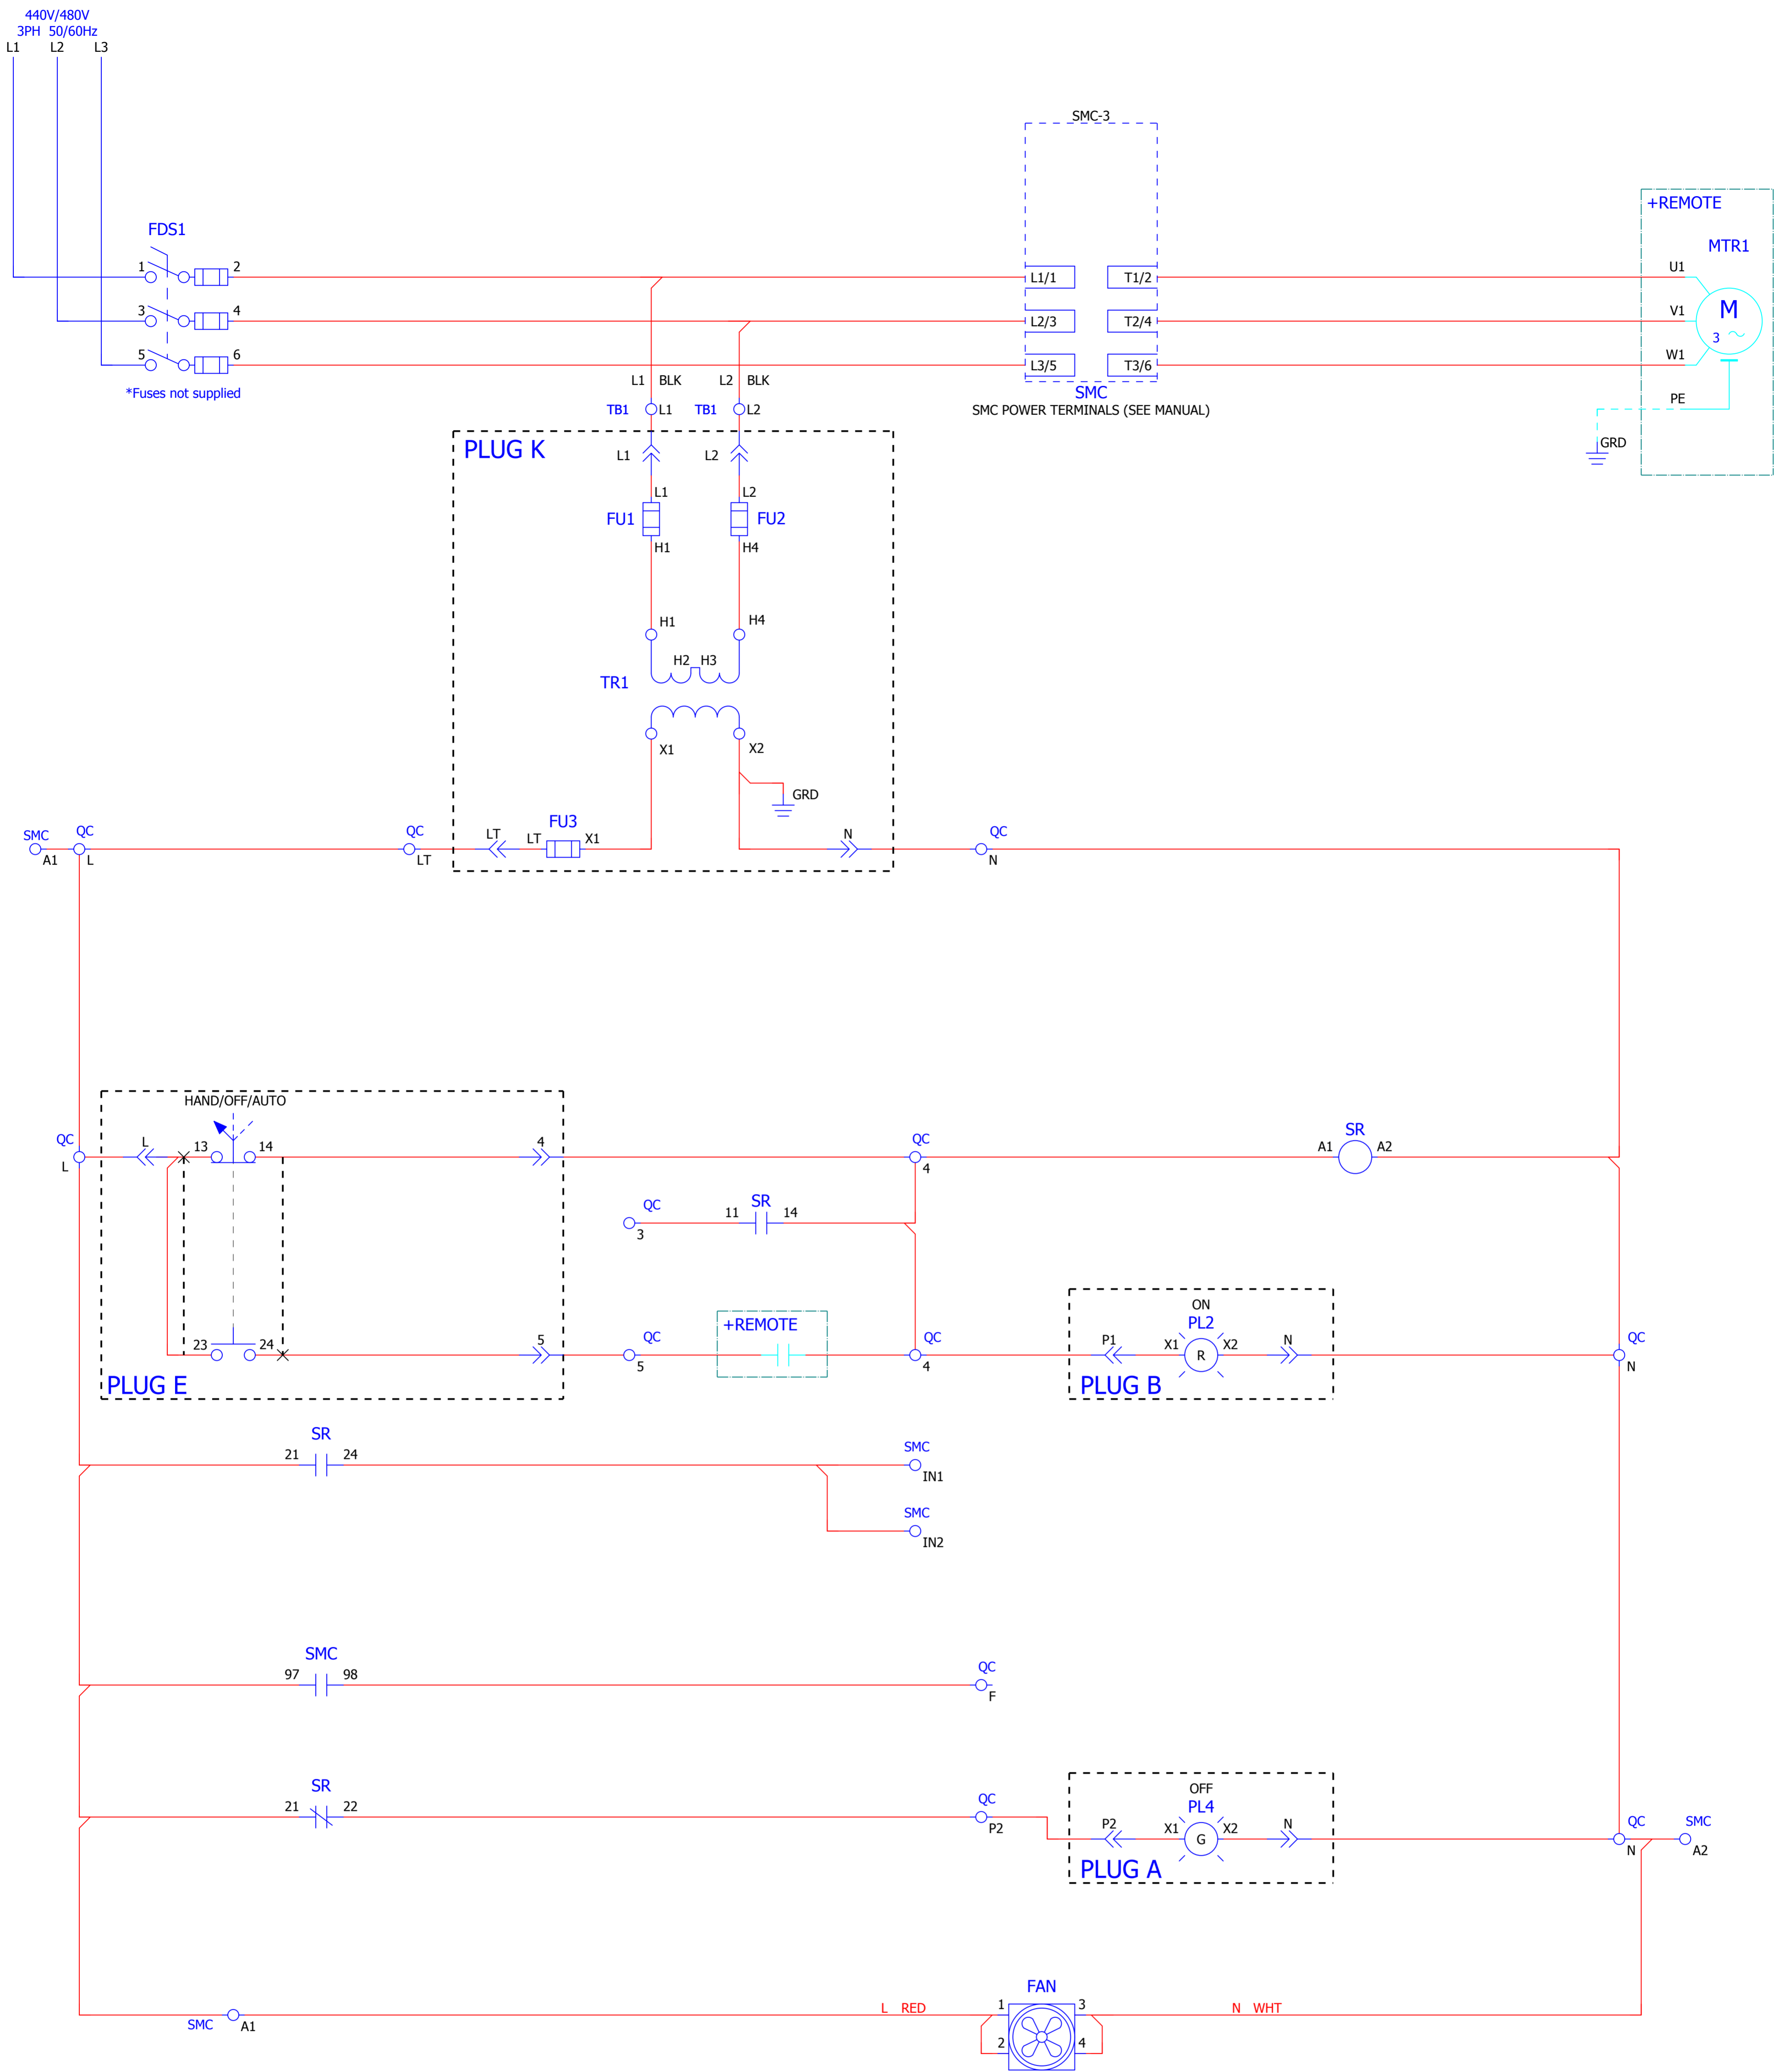 440V/480V
3PH 50/60Hz
L1 L2 L3
SMC-3
+REMOTE
MTR1
FDS1
1 2
L1/1 T1/2
U1
3 4
L2/3 T2/4
V1
M
3
5 6
L3/5 T3/6
W1
*Fuses not supplied
L1 BLK L2 BLK
SMC
SMC POWER TERMINALS (SEE MANUAL)
PE
TB1 L1 TB1 L2
GRD
PLUG K
L1 L2
L1 L2
FU1 FU2
H1 H4
H1 H4
H2 H3
TR1
X1 X2
GRD
SMC QC QC
LT LT FU3 X1
N QC
A1 L LT N
HAND/OFF/AUTO
QC L 13 14 4 QC
SR
A1 A2
L 4
QC 11 SR 14
3
+REMOTE
ON
PL2
23 24 5 QC
P1 X1 R X2 N QC
5 4 N
PLUG E
PLUG B
SR
21 24
SMC
IN1
SMC
IN2
SMC
97 98
QC
F
SR
21 22
QC
P2
OFF
PL4
P2 X1 G X2 N
QC SMC
N A2
PLUG A
FAN
L RED 1 3 N WHT
SMC A1
2 4